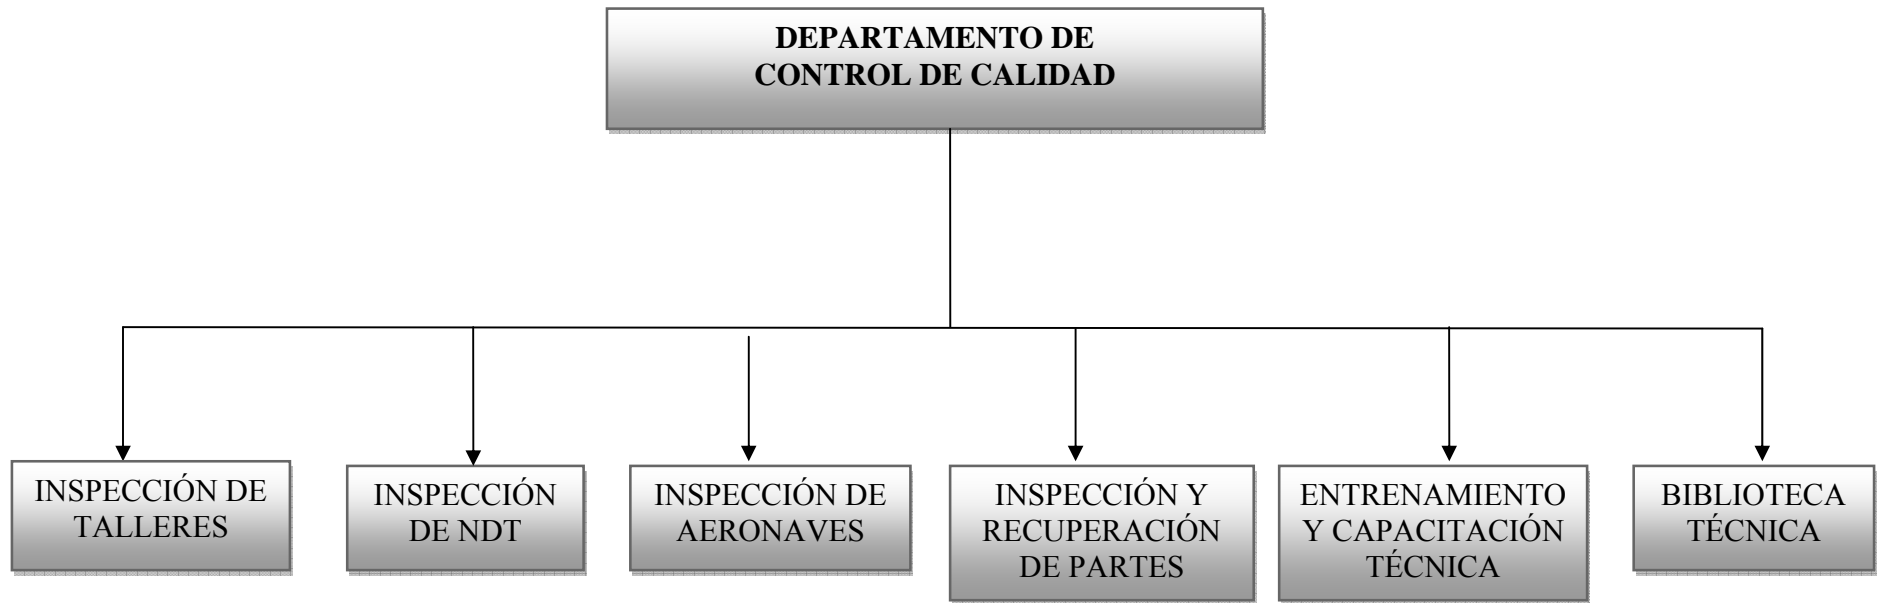 DEPARTAMENTO DE
CONTROL DE CALIDAD
INSPECCIÓN DE
TALLERES
INSPECCIÓN
DE NDT
INSPECCIÓN DE
AERONAVES
INSPECCIÓN Y
RECUPERACIÓN
DE PARTES
ENTRENAMIENTO
Y CAPACITACIÓN
TÉCNICA
BIBLIOTECA
TÉCNICA